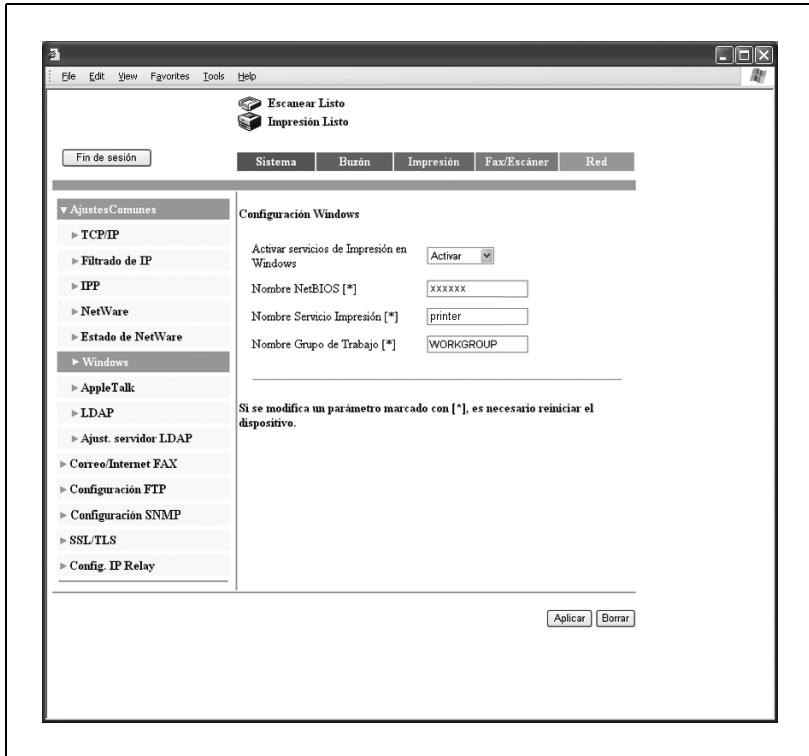 File Edit View Favorites Tools Help
Escanear Listo
Impresión Listo
Fin de sesión
Sistema Buzón Impresión Fax/Escáner Red
AjustesComunes
TCP/IP
Filtrado de IP
IPP
NetWare
Estado de NetWare
Windows
AppleTalk
LDAP
Ajust. servidor LDAP
Correo/Internet FAX
Configuración FTP
Configuración SNMP
SSL/TLS
Config. IP Relay
Configuración Windows
Activar servicios de Impresión en
Windows
Activar
Nombre NetBIOS [*]
xxxxxx
Nombre Servicio Impresión [*]
printer
Nombre Grupo de Trabajo [*]
WORKGROUP
Si se modifica un parámetro marcado con [*], es necesario reiniciar el
dispositivo.
Aplicar Borrar